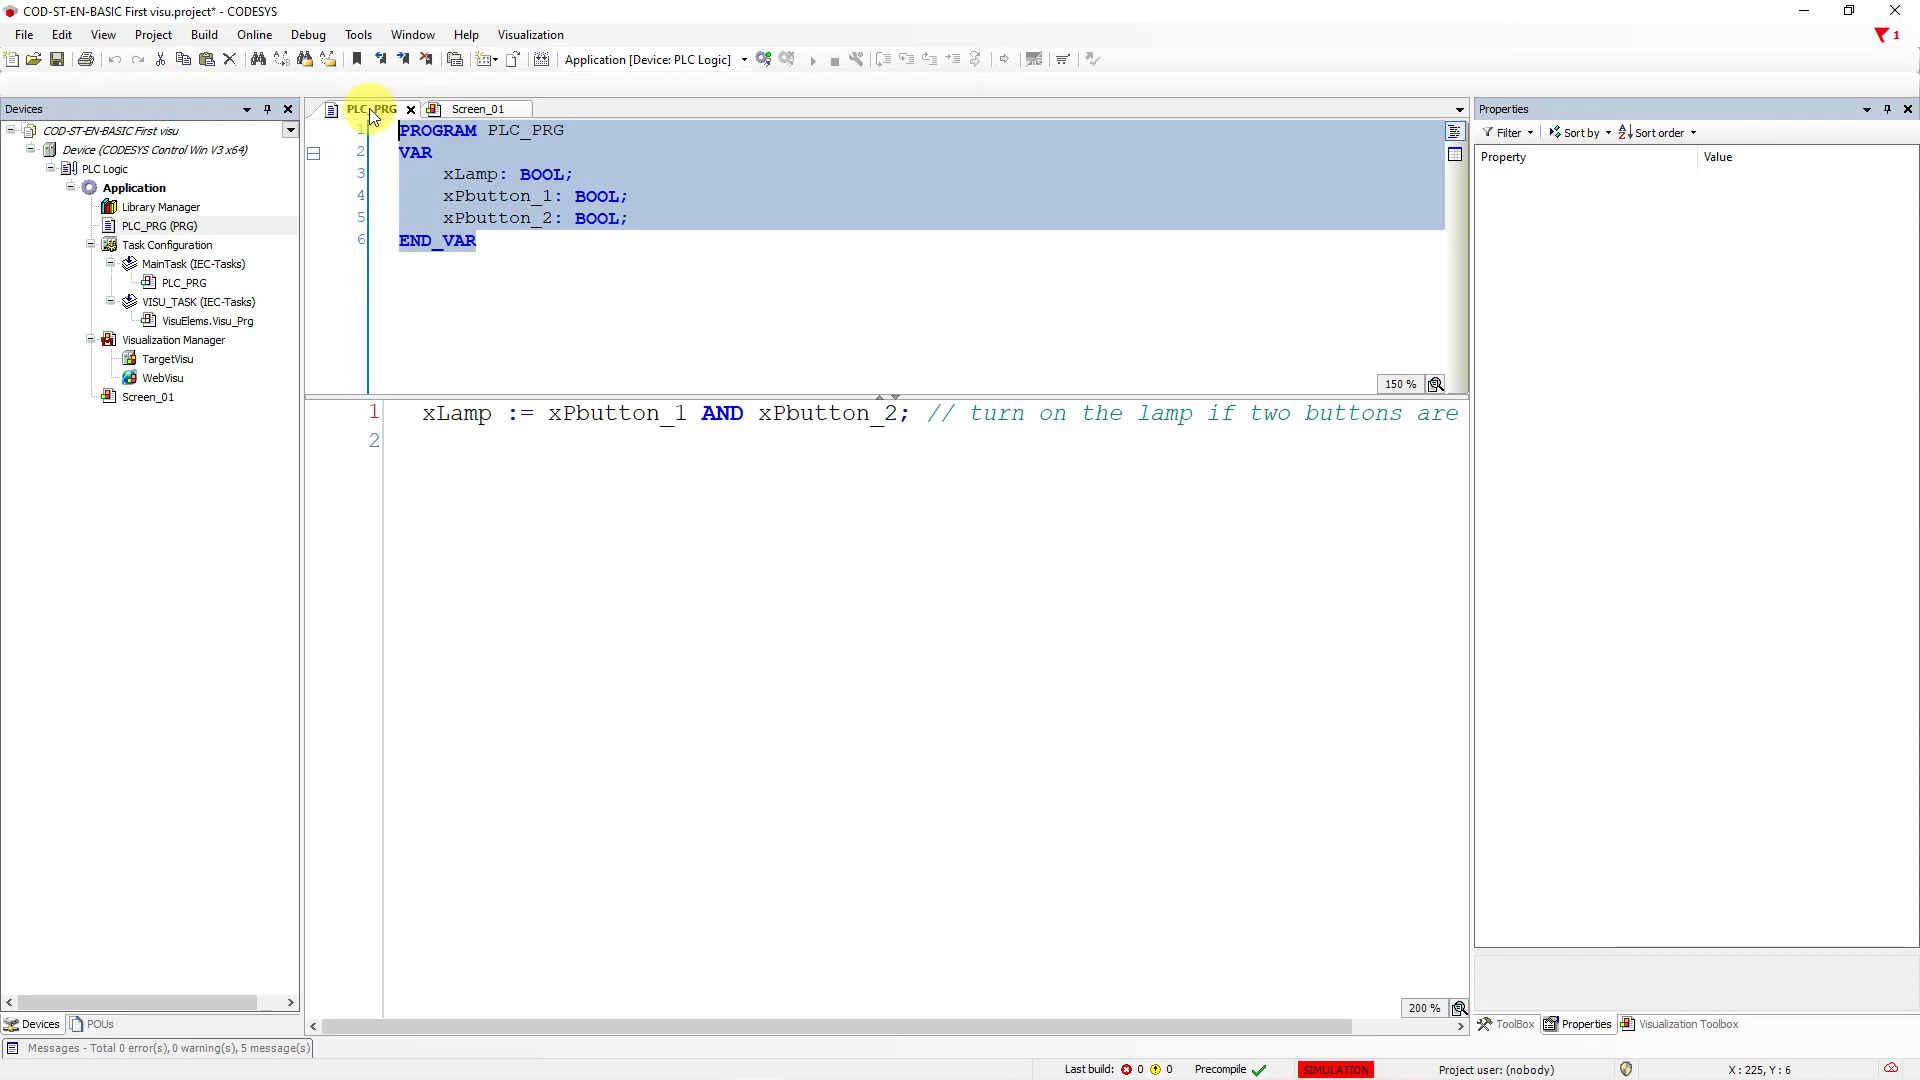 COD-ST-EN-BASIC First visu.project* - CODESYS
File Edit View Project Build Online Debug Tools Window Help Visualization
1
Application [Device: PLC Logic]
Devices
COD-ST-EN-BASIC First visu
Device (CODESYS Control Win V3 x64)
PLC Logic
Application
Library Manager
PLC_PRG (PRG)
Task Configuration
MainTask (IEC-Tasks)
PLC_PRG
VISU_TASK (IEC-Tasks)
VisuElems.Visu_Prg
Visualization Manager
TargetVisu
WebVisu
Screen_01
Devices POUs
PLC_PRG Screen_01
1 PROGRAM PLC_PRG
2 VAR
3 xLamp: BOOL;
4 xPbutton_1: BOOL;
5 xPbutton_2: BOOL;
6 END_VAR
150 %
1 xLamp := xPbutton_1 AND xPbutton_2; // turn on the lamp if two buttons are
2
200 %
Properties
Filter Sort by Sort order
Property Value
ToolBox Properties Visualization Toolbox
Messages - Total 0 error(s), 0 warning(s), 5 message(s)
Last build: 0 0 Precompile SIMULATION Project user: (nobody) X : 225, Y : 6